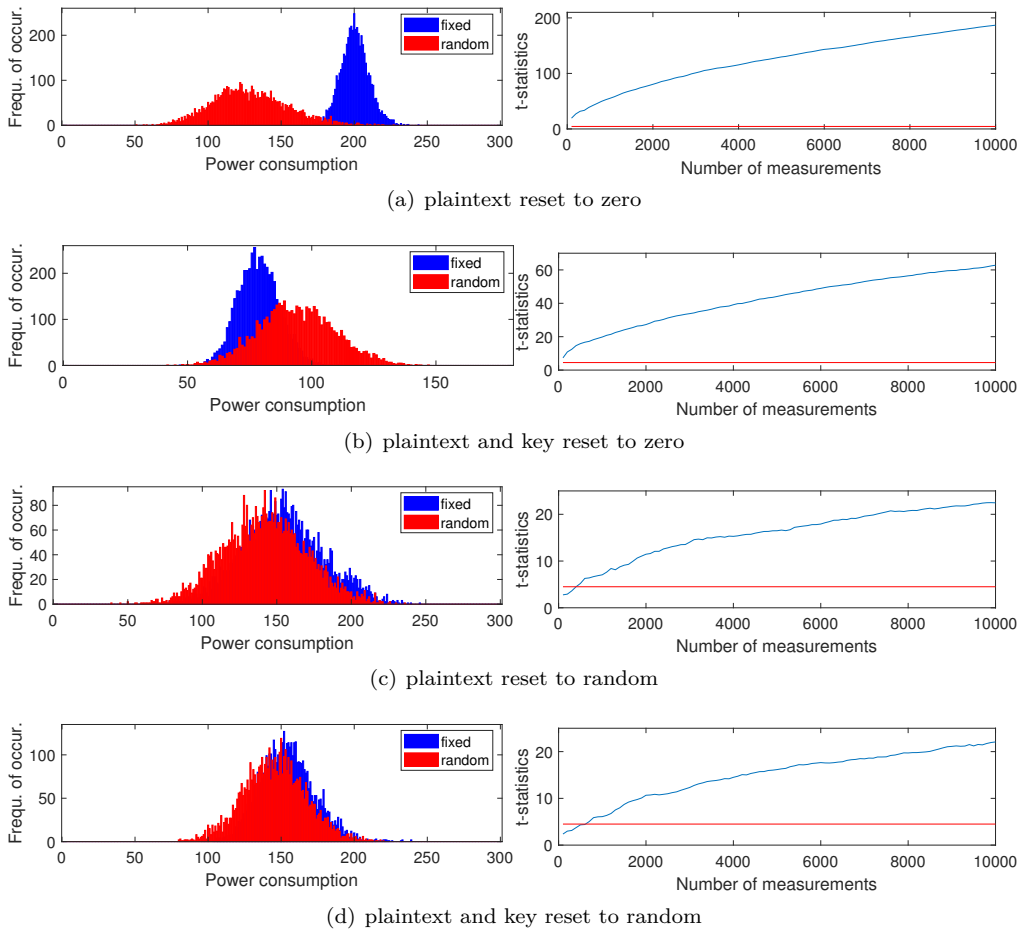 Frequ. of occur.
200
100
0
fixed
random
0 50 100 150 200 250 300
Power consumption
t-statistics
200
100
0
0 2000 4000 6000 8000 10000
Number of measurements
(a) plaintext reset to zero
Frequ. of occur.
200
100
0
fixed
random
0 50 100 150
Power consumption
t-statistics
60
40
20
0
0 2000 4000 6000 8000 10000
Number of measurements
(b) plaintext and key reset to zero
Frequ. of occur.
80
60
40
20
0
fixed
random
0 50 100 150 200 250 300
Power consumption
t-statistics
20
10
0
0 2000 4000 6000 8000 10000
Number of measurements
(c) plaintext reset to random
Frequ. of occur.
100
50
0
fixed
random
0 50 100 150 200 250 300
Power consumption
t-statistics
20
10
0
0 2000 4000 6000 8000 10000
Number of measurements
(d) plaintext and key reset to random